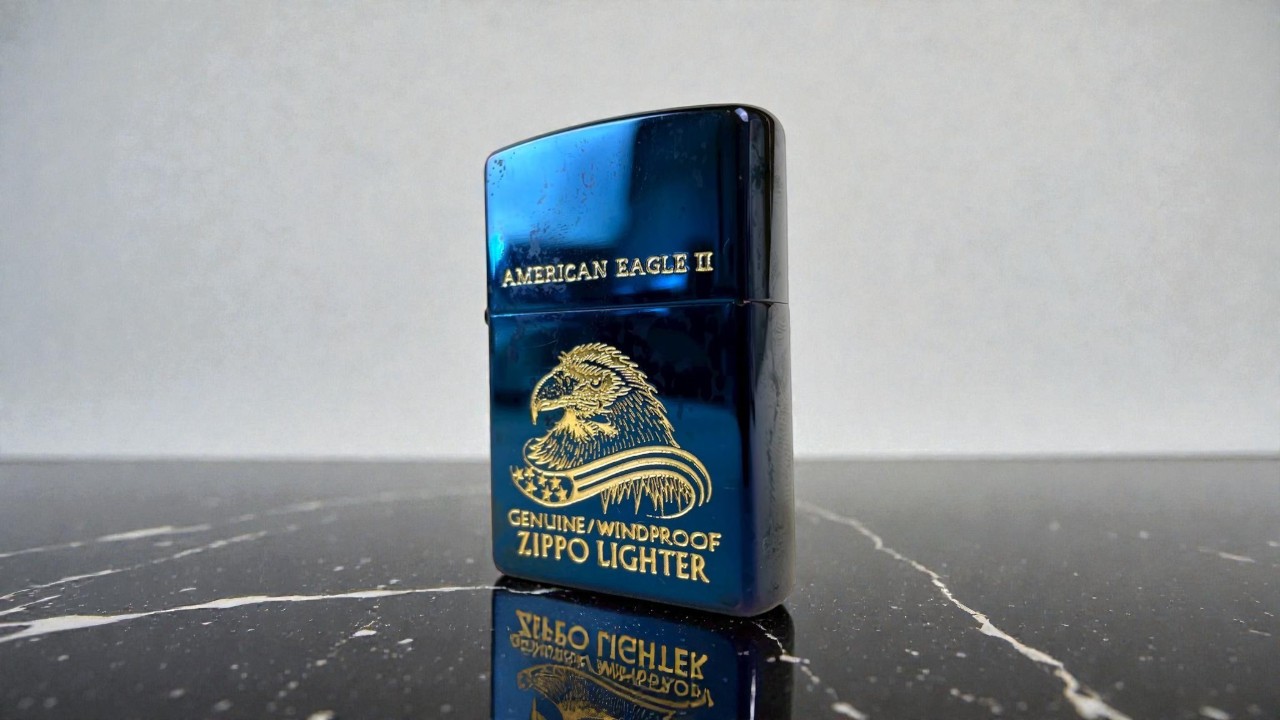 AMERICAN EAGLE II
GENUINE/WINDPROOF
ZIPPO LIGHTER